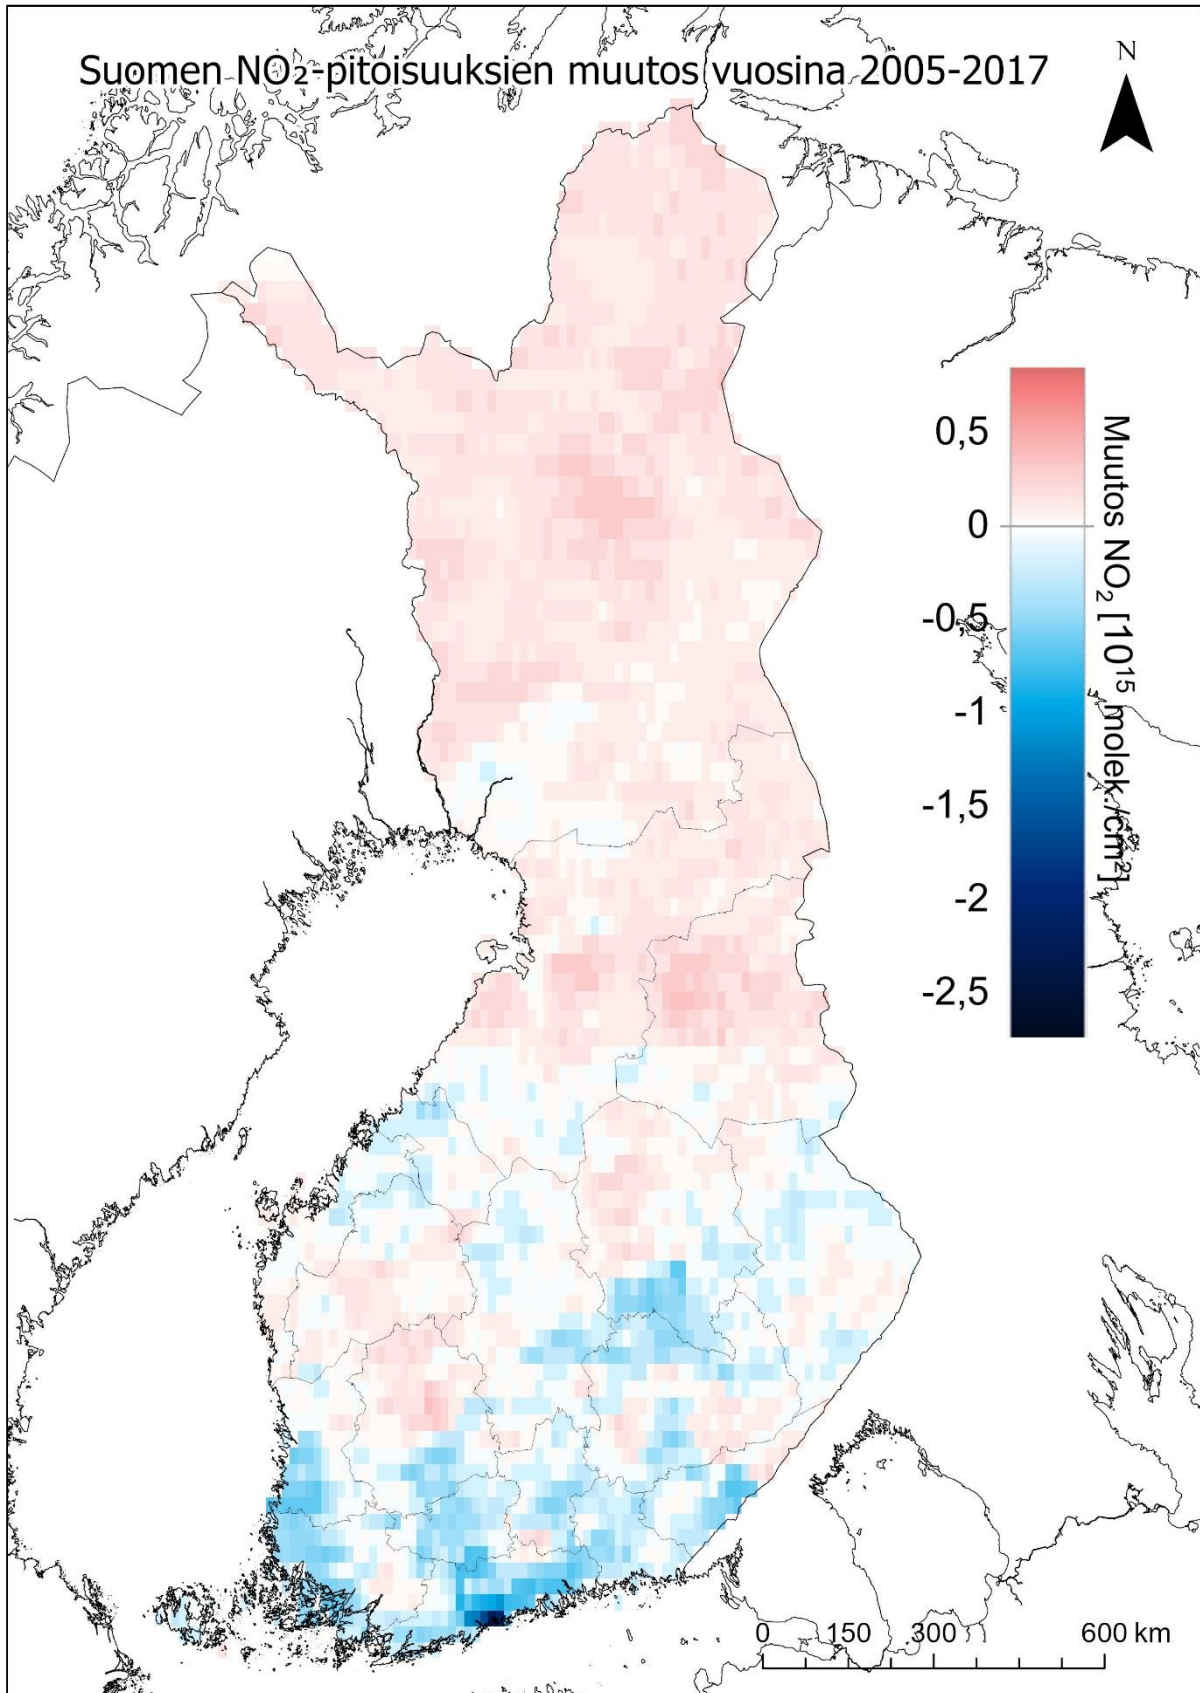 Suomen NO₂-pitoisuuksien muutos vuosina 2005-2017
N
0,5
0
-0,5
-1
-1,5
-2
-2,5
Muutos NO₂ [10¹⁵ molek./cm²]
0 150 300 600 km